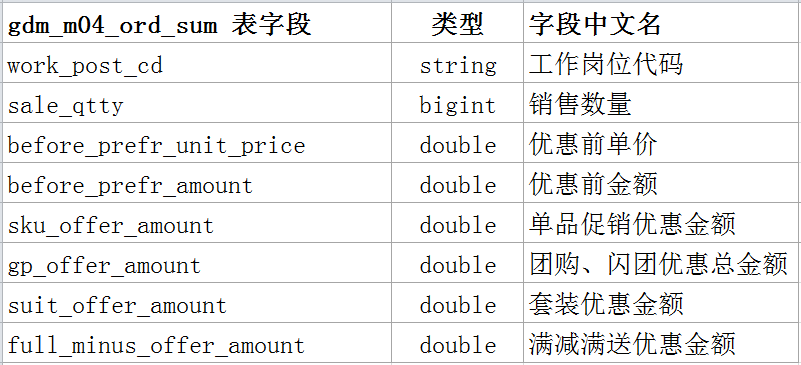 gdm_m04_ord_sum 表字段 类型 字段中文名
work_post_cd string 工作岗位代码
sale_qtty bigint 销售数量
before_prefr_unit_price double 优惠前单价
before_prefr_amount double 优惠前金额
sku_offer_amount double 单品促销优惠金额
gp_offer_amount double 团购、闪团优惠总金额
suit_offer_amount double 套装优惠金额
full_minus_offer_amount double 满减满送优惠金额